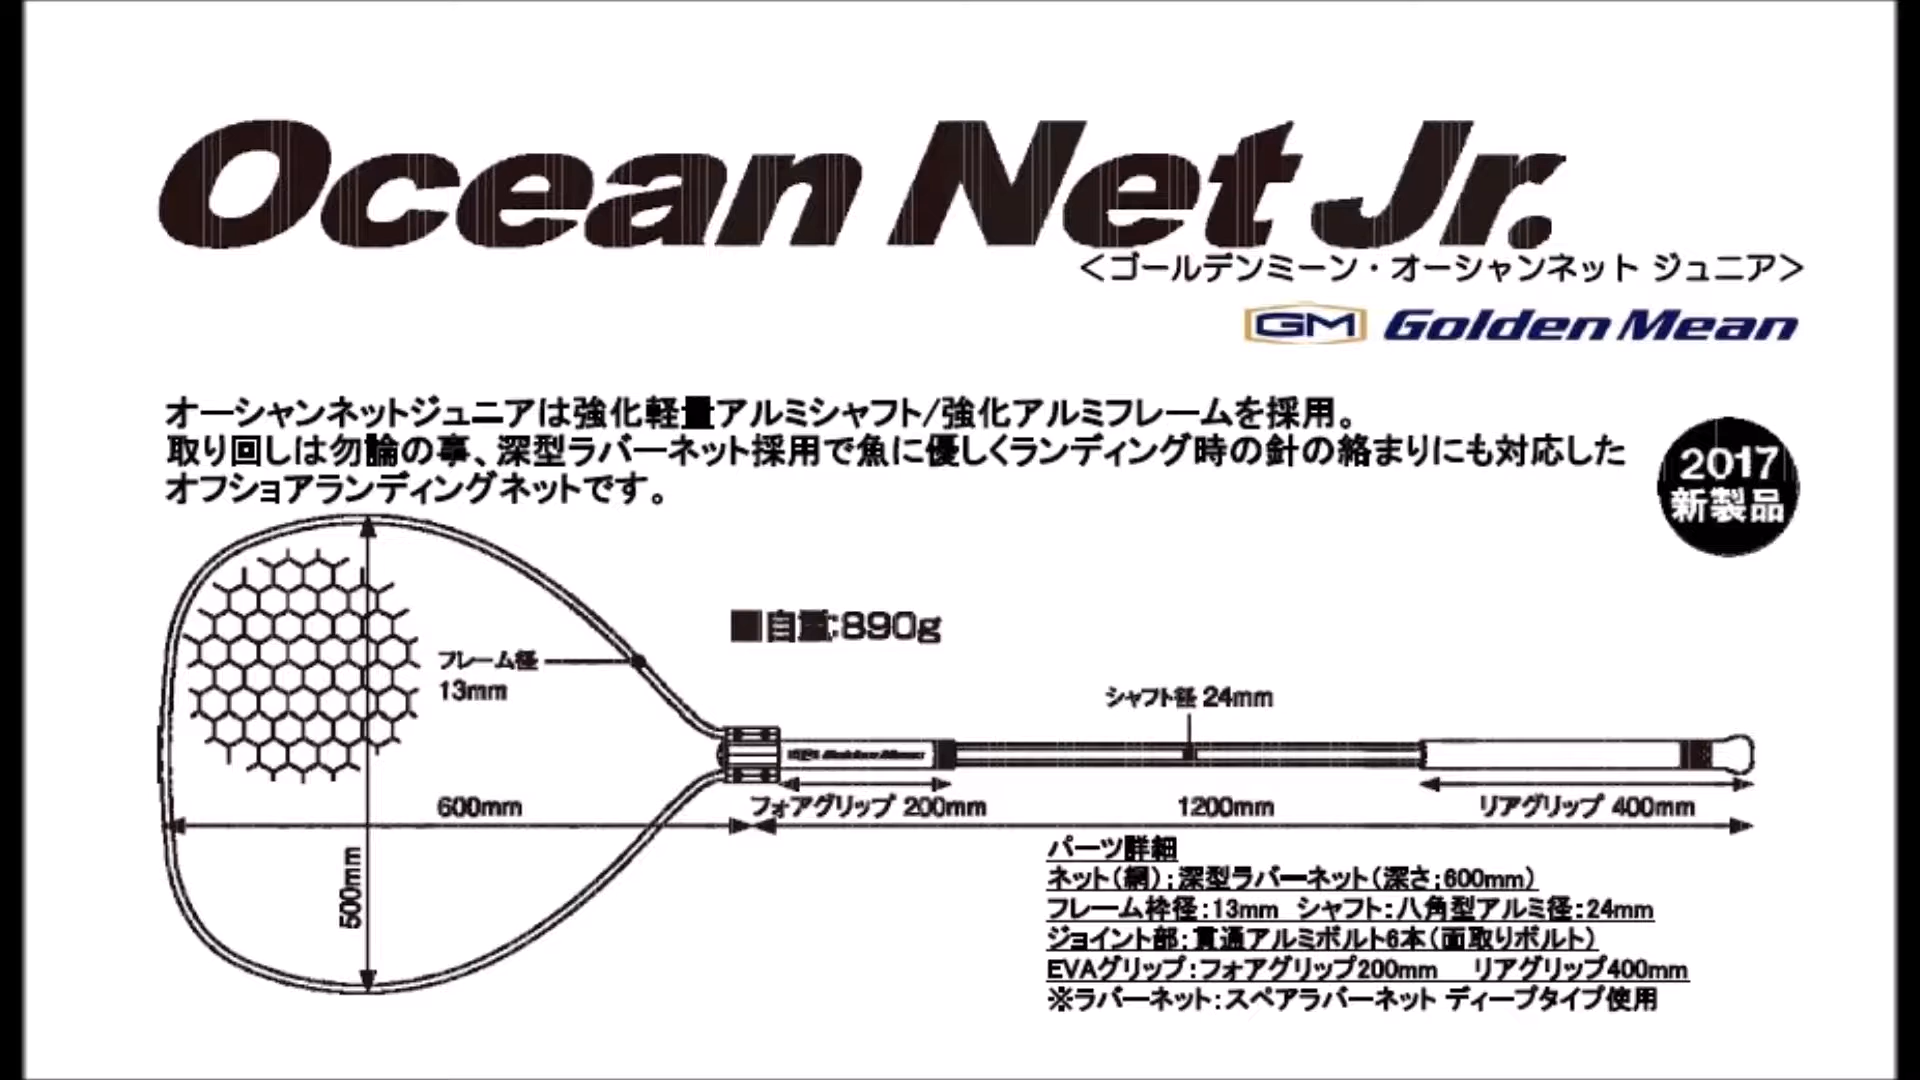 Ocean Net Jr.
＜ゴールデンミーン・オーシャンネット ジュニア＞
GM Golden Mean
オーシャンネットジュニアは強化軽量アルミシャフト/強化アルミフレームを採用。
取り回しは勿論の事、深型ラバーネット採用で魚に優しくランディング時の針の絡まりにも対応した
オフショアランディングネットです。
2017
新製品
■自重:890g
フレーム径
13mm
シャフト径 24mm
Golden Mean
600mm
フォアグリップ 200mm
1200mm
リアグリップ 400mm
500mm
パーツ詳細
ネット（網）：深型ラバーネット（深さ：600mm）
フレーム枠径：13mm シャフト：八角型アルミ径：24mm
ジョイント部：貫通アルミボルト6本（面取りボルト）
EVAグリップ：フォアグリップ200mm リアグリップ400mm
※ラバーネット：スペアラバーネット ディープタイプ使用